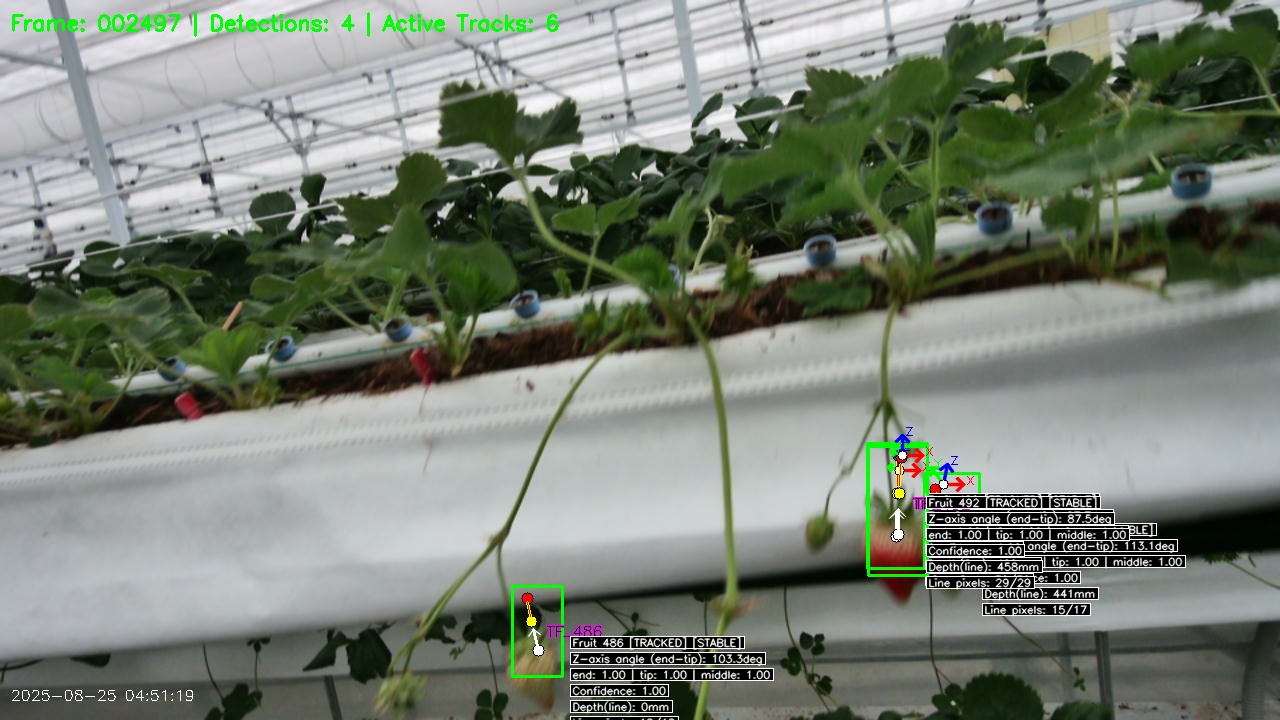 Frame: 002497 | Detections: 4 | Active Tracks: 6
Z
X
Z
X
Fruit 492 [TRACKED] [STABLE]
Z-axis angle (end-tip): 87.5deg
end: 1.00 | tip: 1.00 | middle: 1.00
Confidence: 1.00
Depth(line): 458mm
Line pixels: 29/29
BLE]
angle (end-tip): 113.1deg
tip: 1.00 | middle: 1.00
ce: 1.00
Depth(line): 441mm
Line pixels: 15/17
TF_486
Fruit 486 [TRACKED] [STABLE]
Z-axis angle (end-tip): 103.3deg
end: 1.00 | tip: 1.00 | middle: 1.00
Confidence: 1.00
Depth(line): 0mm
2025-08-25 04:51:19